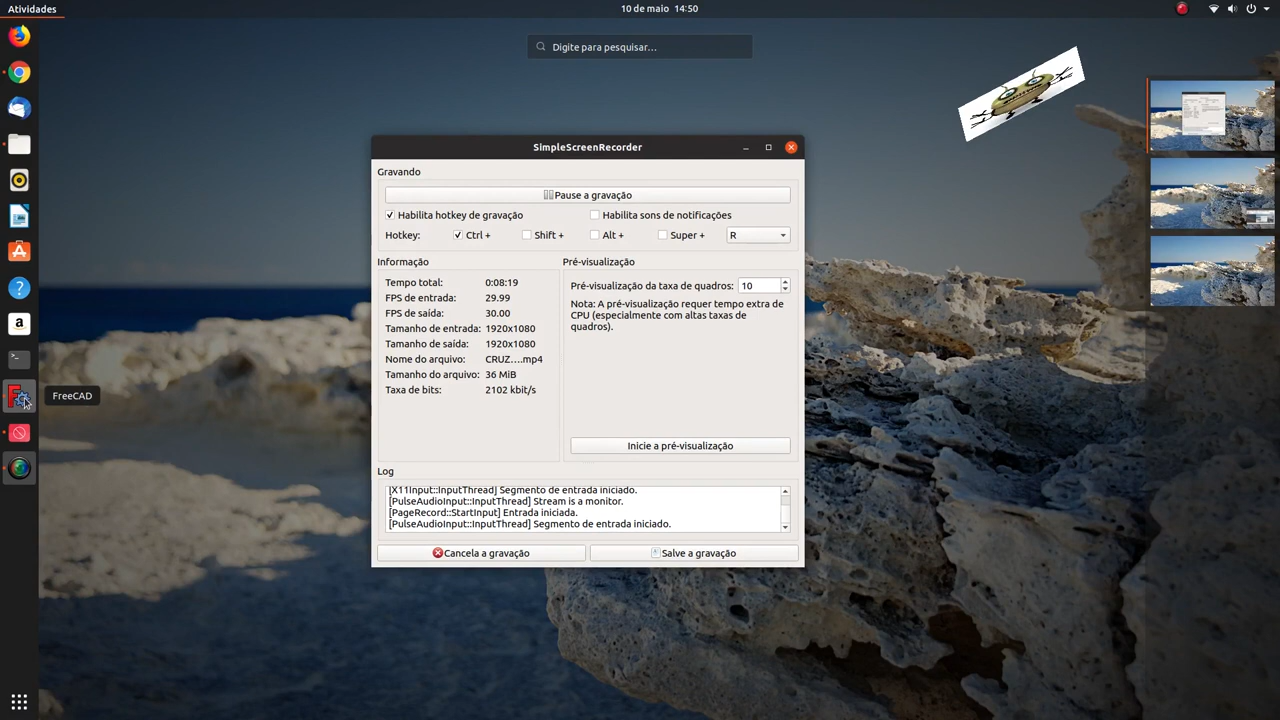 Atividades
10 de maio 14:50
Digite para pesquisar...
SimpleScreenRecorder
Gravando
Pause a gravação
Habilita hotkey de gravação
Habilita sons de notificações
Hotkey: Ctrl + Shift + Alt + Super + R
Informação
Tempo total: 0:08:19
FPS de entrada: 29.99
FPS de saída: 30.00
Tamanho de entrada: 1920x1080
Tamanho de saída: 1920x1080
Nome do arquivo: CRUZ....mp4
Tamanho do arquivo: 36 MiB
Taxa de bits: 2102 kbit/s
Pré-visualização
Pré-visualização da taxa de quadros: 10
Nota: A pré-visualização requer tempo extra de
CPU (especialmente com altas taxas de
quadros).
Inicie a pré-visualização
FreeCAD
Log
[X11Input::InputThread] Segmento de entrada iniciado.
[PulseAudioInput::InputThread] Stream is a monitor.
[PageRecord::StartInput] Entrada iniciada.
[PulseAudioInput::InputThread] Segmento de entrada iniciado.
Cancela a gravação
Salve a gravação